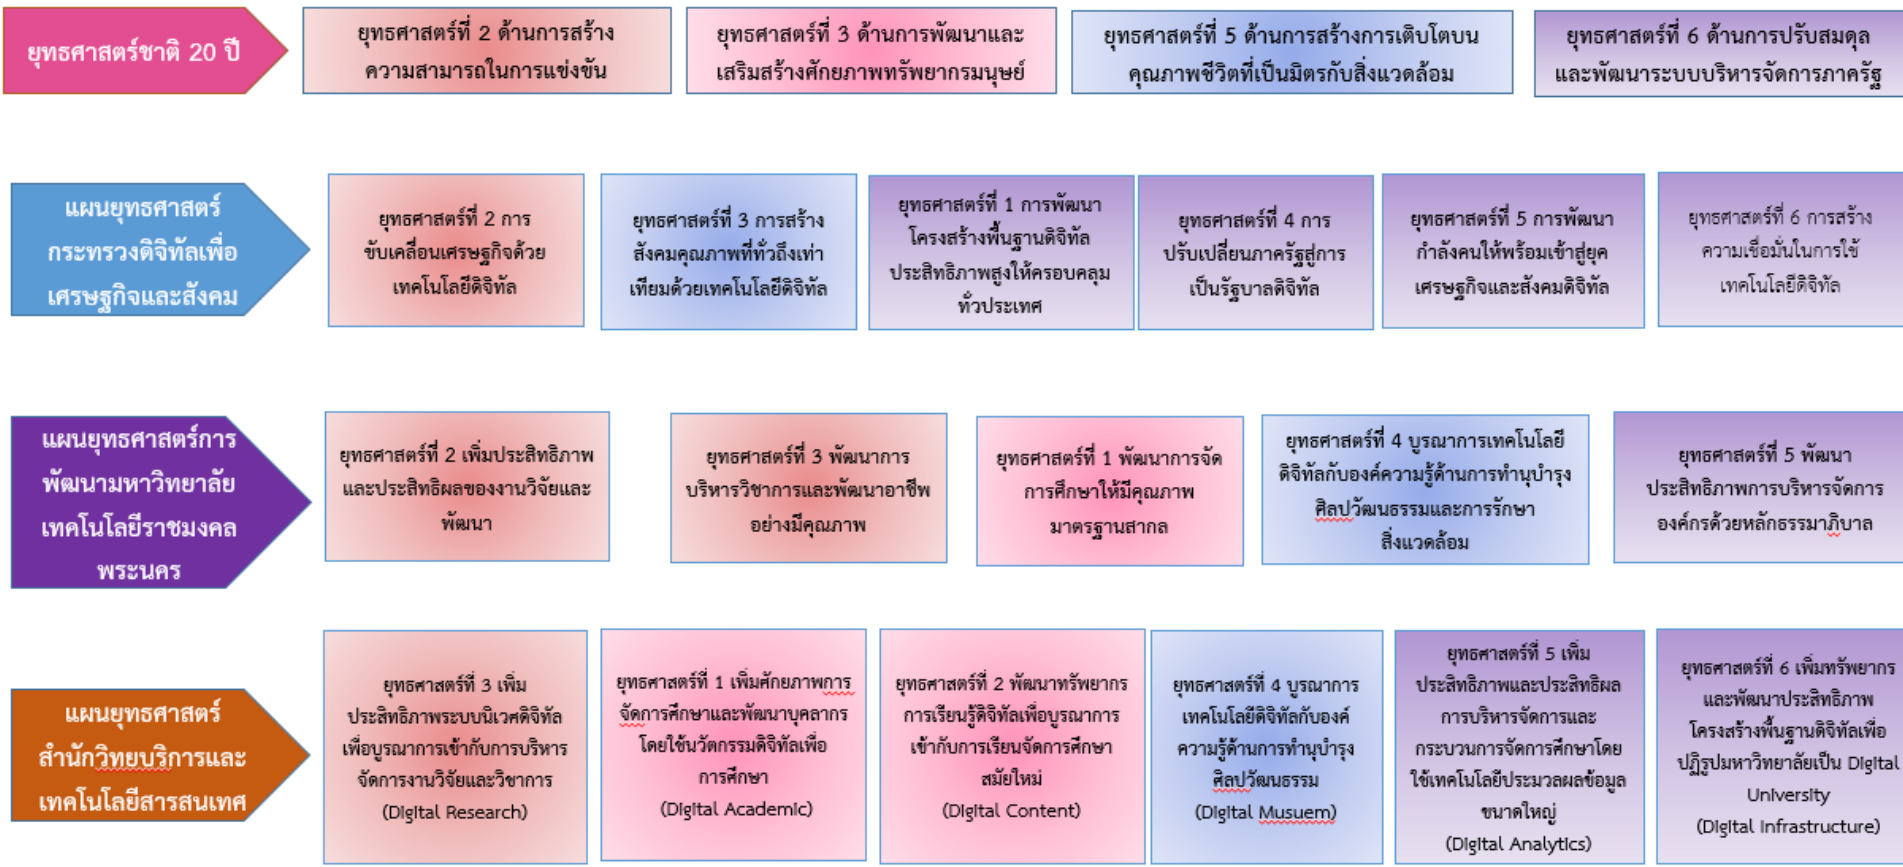 ยุทธศาสตร์ชาติ 20 ปี
ยุทธศาสตร์ที่ 2 ด้านการสร้าง
ความสามารถในการแข่งขัน
ยุทธศาสตร์ที่ 3 ด้านการพัฒนาและ
เสริมสร้างศักยภาพทรัพยากรมนุษย์
ยุทธศาสตร์ที่ 5 ด้านการสร้างการเติบโตบน
คุณภาพชีวิตที่เป็นมิตรกับสิ่งแวดล้อม
ยุทธศาสตร์ที่ 6 ด้านการปรับสมดุล
และพัฒนาระบบบริหารจัดการภาครัฐ
แผนยุทธศาสตร์
กระทรวงดิจิทัลเพื่อ
เศรษฐกิจและสังคม
ยุทธศาสตร์ที่ 2 การ
ขับเคลื่อนเศรษฐกิจด้วย
เทคโนโลยีดิจิทัล
ยุทธศาสตร์ที่ 3 การสร้าง
สังคมคุณภาพที่ทั่วถึงเท่า
เทียมด้วยเทคโนโลยีดิจิทัล
ยุทธศาสตร์ที่ 1 การพัฒนา
โครงสร้างพื้นฐานดิจิทัล
ประสิทธิภาพสูงให้ครอบคลุม
ทั่วประเทศ
ยุทธศาสตร์ที่ 4 การ
ปรับเปลี่ยนภาครัฐสู่การ
เป็นรัฐบาลดิจิทัล
ยุทธศาสตร์ที่ 5 การพัฒนา
กำลังคนให้พร้อมเข้าสู่ยุค
เศรษฐกิจและสังคมดิจิทัล
ยุทธศาสตร์ที่ 6 การสร้าง
ความเชื่อมั่นในการใช้
เทคโนโลยีดิจิทัล
แผนยุทธศาสตร์การ
พัฒนามหาวิทยาลัย
เทคโนโลยีราชมงคล
พระนคร
ยุทธศาสตร์ที่ 2 เพิ่มประสิทธิภาพ
และประสิทธิผลของงานวิจัยและ
พัฒนา
ยุทธศาสตร์ที่ 3 พัฒนาการ
บริหารวิชาการและพัฒนาอาชีพ
อย่างมีคุณภาพ
ยุทธศาสตร์ที่ 1 พัฒนาการจัด
การศึกษาให้มีคุณภาพ
มาตรฐานสากล
ยุทธศาสตร์ที่ 4 บูรณาการเทคโนโลยี
ดิจิทัลกับองค์ความรู้ด้านการทำนุบำรุง
ศิลปวัฒนธรรมและการรักษา
สิ่งแวดล้อม
ยุทธศาสตร์ที่ 5 พัฒนา
ประสิทธิภาพการบริหารจัดการ
องค์กรด้วยหลักธรรมาภิบาล
แผนยุทธศาสตร์
สำนักวิทยบริการและ
เทคโนโลยีสารสนเทศ
ยุทธศาสตร์ที่ 3 เพิ่ม
ประสิทธิภาพระบบนิเวศดิจิทัล
เพื่อบูรณาการเข้ากับการบริหาร
จัดการงานวิจัยและวิชาการ
(Digital Research)
ยุทธศาสตร์ที่ 1 เพิ่มศักยภาพการ
จัดการศึกษาและพัฒนาบุคลากร
โดยใช้นวัตกรรมดิจิทัลเพื่อ
การศึกษา
(Digital Academic)
ยุทธศาสตร์ที่ 2 พัฒนาทรัพยากร
การเรียนรู้ดิจิทัลเพื่อบูรณาการ
เข้ากับการเรียนจัดการศึกษา
สมัยใหม่
(Digital Content)
ยุทธศาสตร์ที่ 4 บูรณาการ
เทคโนโลยีดิจิทัลกับองค์
ความรู้ด้านการทำนุบำรุง
ศิลปวัฒนธรรม
(Digital Musuem)
ยุทธศาสตร์ที่ 5 เพิ่ม
ประสิทธิภาพและประสิทธิผล
การบริหารจัดการและ
กระบวนการจัดการศึกษาโดย
ใช้เทคโนโลยีประมวลผลข้อมูล
ขนาดใหญ่
(Digital Analytics)
ยุทธศาสตร์ที่ 6 เพิ่มทรัพยากร
และพัฒนาประสิทธิภาพ
โครงสร้างพื้นฐานดิจิทัลเพื่อ
ปฏิรูปมหาวิทยาลัยเป็น Digital
University
(Digital Infrastructure)